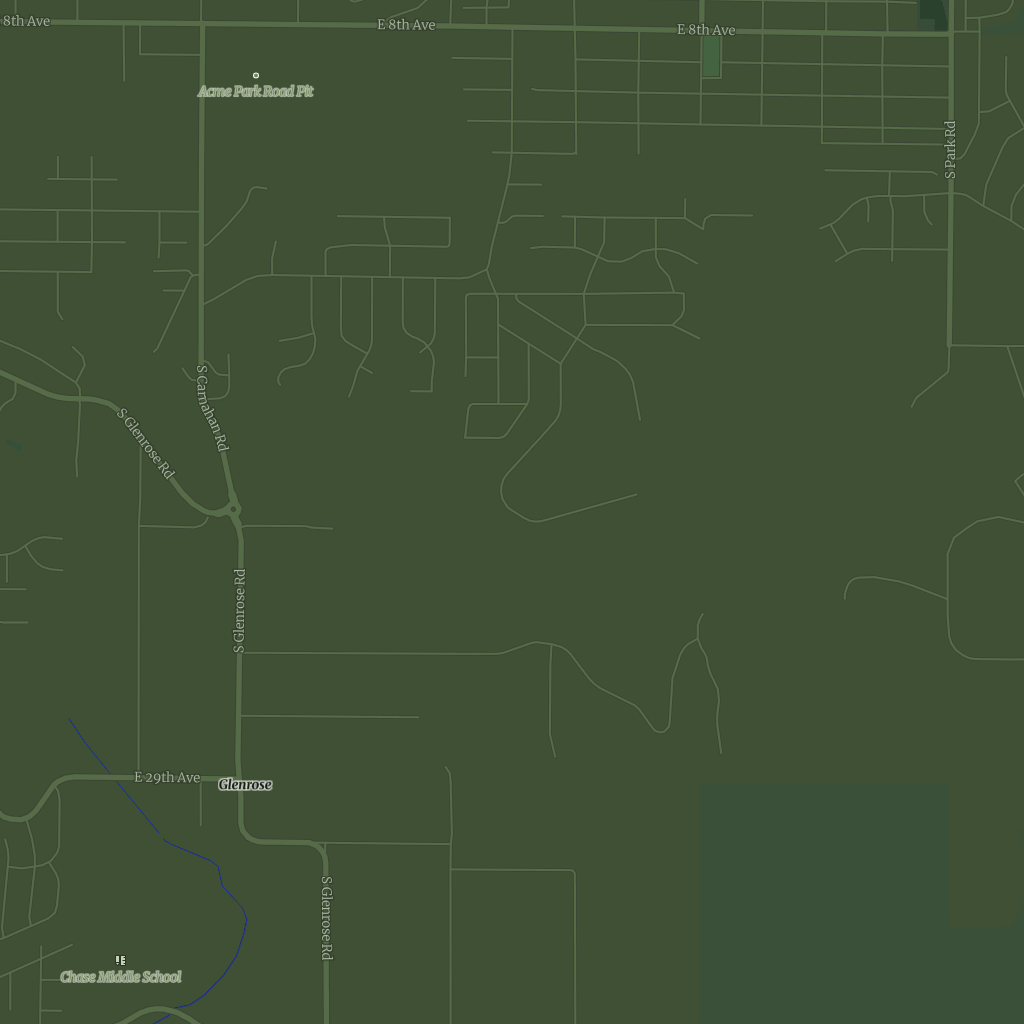 8th Ave
E 8th Ave
E 8th Ave
Acme Park Road Pit
S Park Rd
S Carnahan Rd
S Glenrose Rd
S Glenrose Rd
E 29th Ave
Glenrose
S Glenrose Rd
Chase Middle School